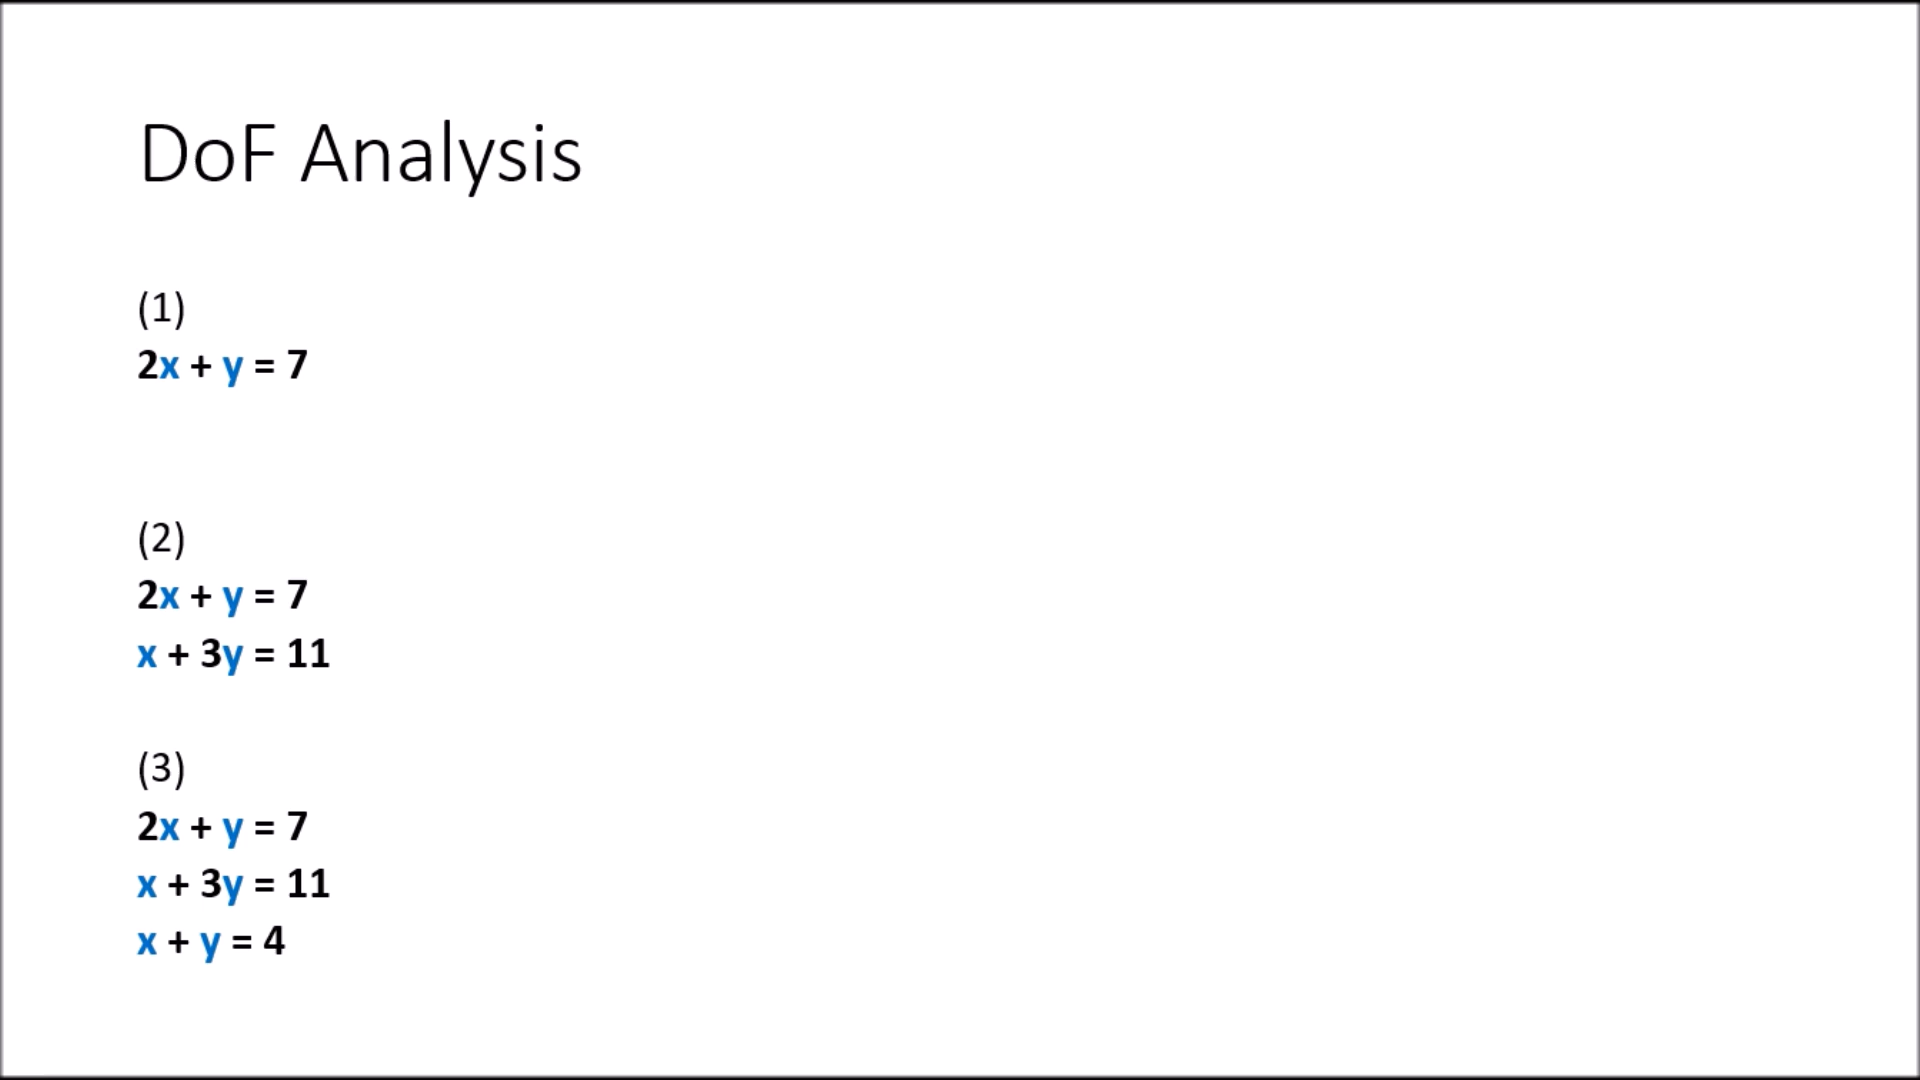 DoF Analysis
(1)
2x + y = 7
(2)
2x + y = 7
x + 3y = 11
(3)
2x + y = 7
x + 3y = 11
x + y = 4